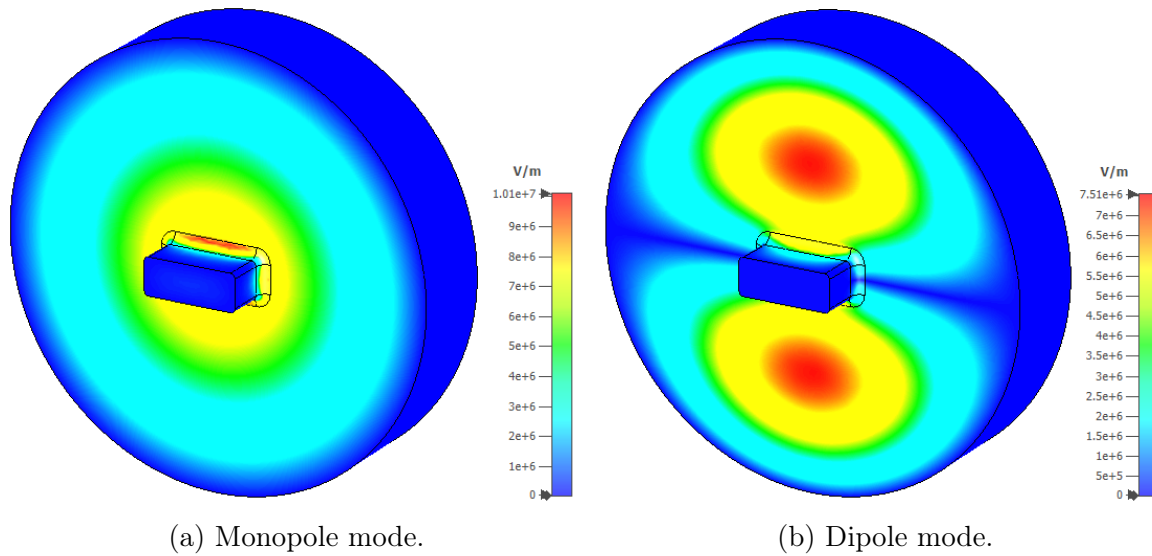 V/m
1.01e+7
9e+6
8e+6
7e+6
6e+6
5e+6
4e+6
3e+6
2e+6
1e+6
0
V/m
7.51e+6
7e+6
6.5e+6
6e+6
5.5e+6
5e+6
4.5e+6
4e+6
3.5e+6
3e+6
2.5e+6
2e+6
1.5e+6
1e+6
5e+5
0
(a) Monopole mode.
(b) Dipole mode.